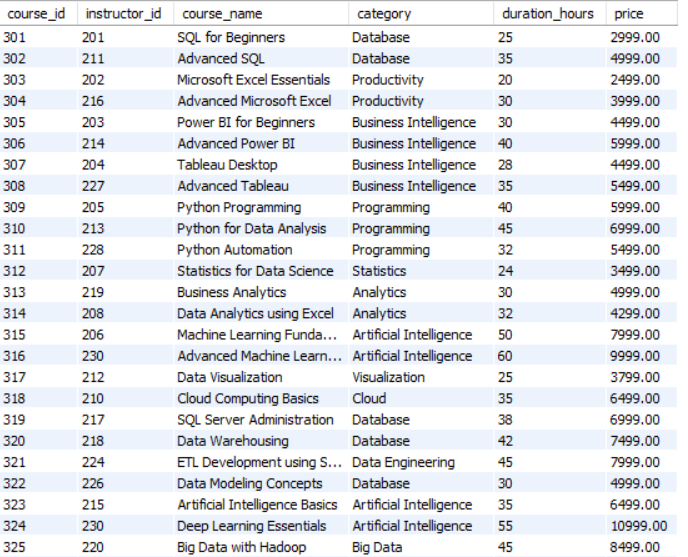 course_id instructor_id course_name category duration_hours price
301 201 SQL for Beginners Database 25 2999.00
302 211 Advanced SQL Database 35 4999.00
303 202 Microsoft Excel Essentials Productivity 20 2499.00
304 216 Advanced Microsoft Excel Productivity 30 3999.00
305 203 Power BI for Beginners Business Intelligence 30 4499.00
306 214 Advanced Power BI Business Intelligence 40 5999.00
307 204 Tableau Desktop Business Intelligence 28 4499.00
308 227 Advanced Tableau Business Intelligence 35 5499.00
309 205 Python Programming Programming 40 5999.00
310 213 Python for Data Analysis Programming 45 6999.00
311 228 Python Automation Programming 32 5499.00
312 207 Statistics for Data Science Statistics 24 3499.00
313 219 Business Analytics Analytics 30 4999.00
314 208 Data Analytics using Excel Analytics 32 4299.00
315 206 Machine Learning Funda... Artificial Intelligence 50 7999.00
316 230 Advanced Machine Learn... Artificial Intelligence 60 9999.00
317 212 Data Visualization Visualization 25 3799.00
318 210 Cloud Computing Basics Cloud 35 6499.00
319 217 SQL Server Administration Database 38 6999.00
320 218 Data Warehousing Database 42 7499.00
321 224 ETL Development using S... Data Engineering 45 7999.00
322 226 Data Modeling Concepts Database 30 4999.00
323 215 Artificial Intelligence Basics Artificial Intelligence 35 6499.00
324 230 Deep Learning Essentials Artificial Intelligence 55 10999.00
325 220 Big Data with Hadoop Big Data 45 8499.00